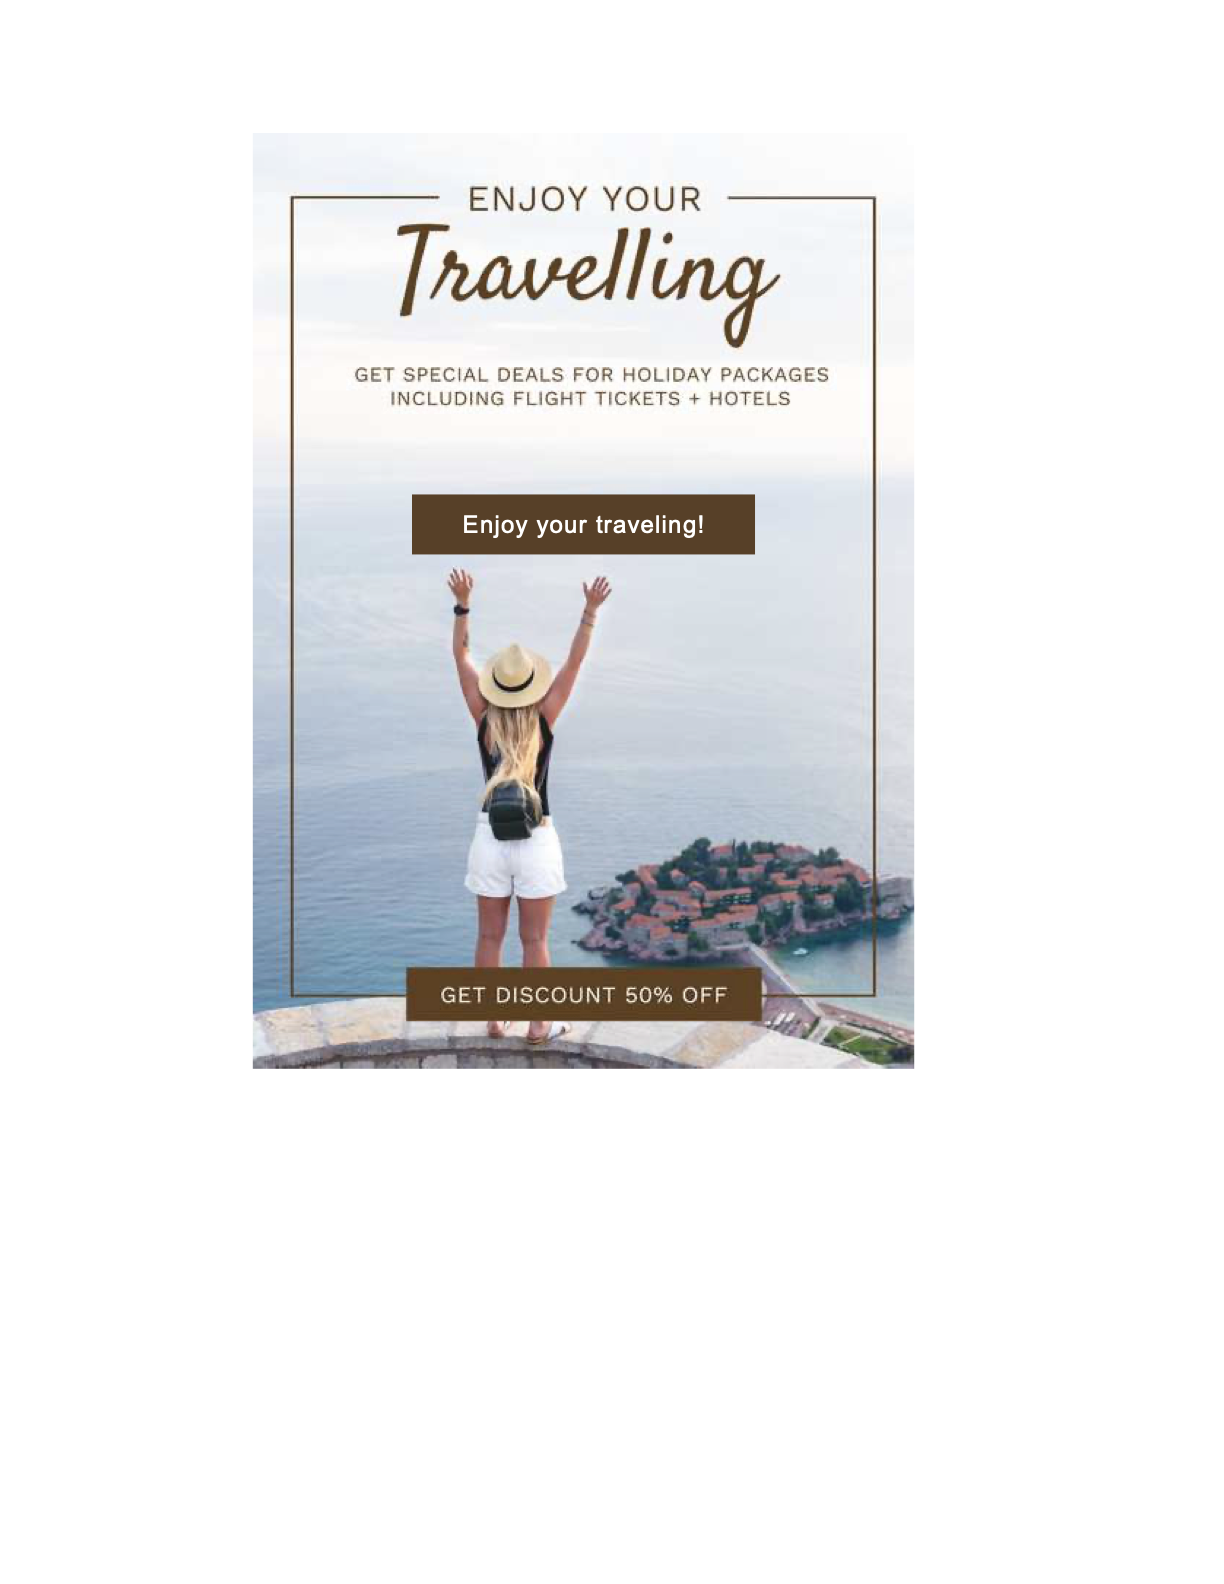 ENJOY YOUR
Travelling
GET SPECIAL DEALS FOR HOLIDAY PACKAGES
INCLUDING FLIGHT TICKETS + HOTELS
Enjoy your traveling!
GET DISCOUNT 50% OFF